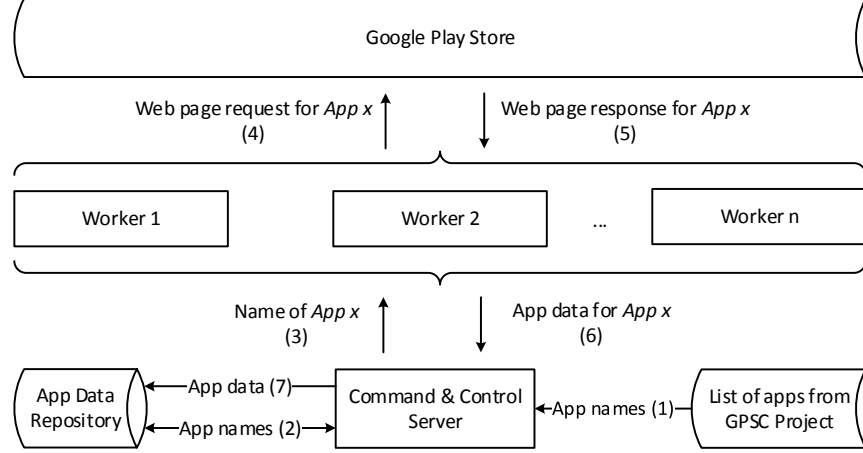 Google Play Store
Web page request for App x
(4)
Web page response for App x
(5)
Worker 1
Worker 2
...
Worker n
Name of App x
(3)
App data for App x
(6)
App Data
Repository
App data (7)
App names (2)
Command & Control
Server
App names (1)
List of apps from
GPSC Project